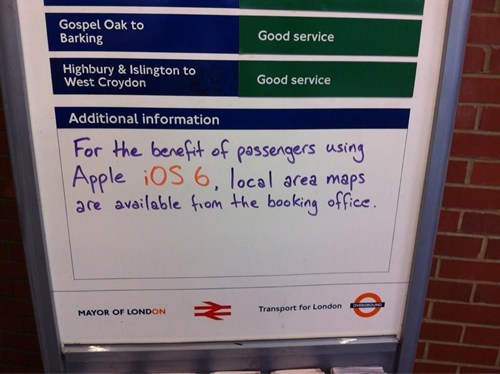 Gospel Oak to
Barking
Good service
Highbury & Islington to
West Croydon
Good service
Additional information
For the benefit of passengers using
Apple iOS 6, local area maps
are available from the booking office.
MAYOR OF LONDON
Transport for London
OVERGROUND